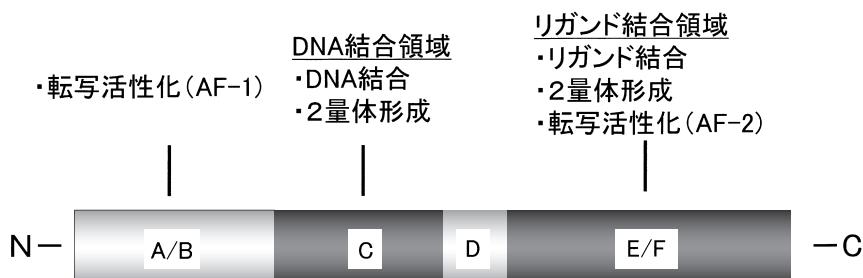 ・転写活性化(AF-1)
DNA結合領域
・DNA結合
・２量体形成
リガンド結合領域
・リガンド結合
・２量体形成
・転写活性化(AF-2)
N
A/B
C
D
E/F
C